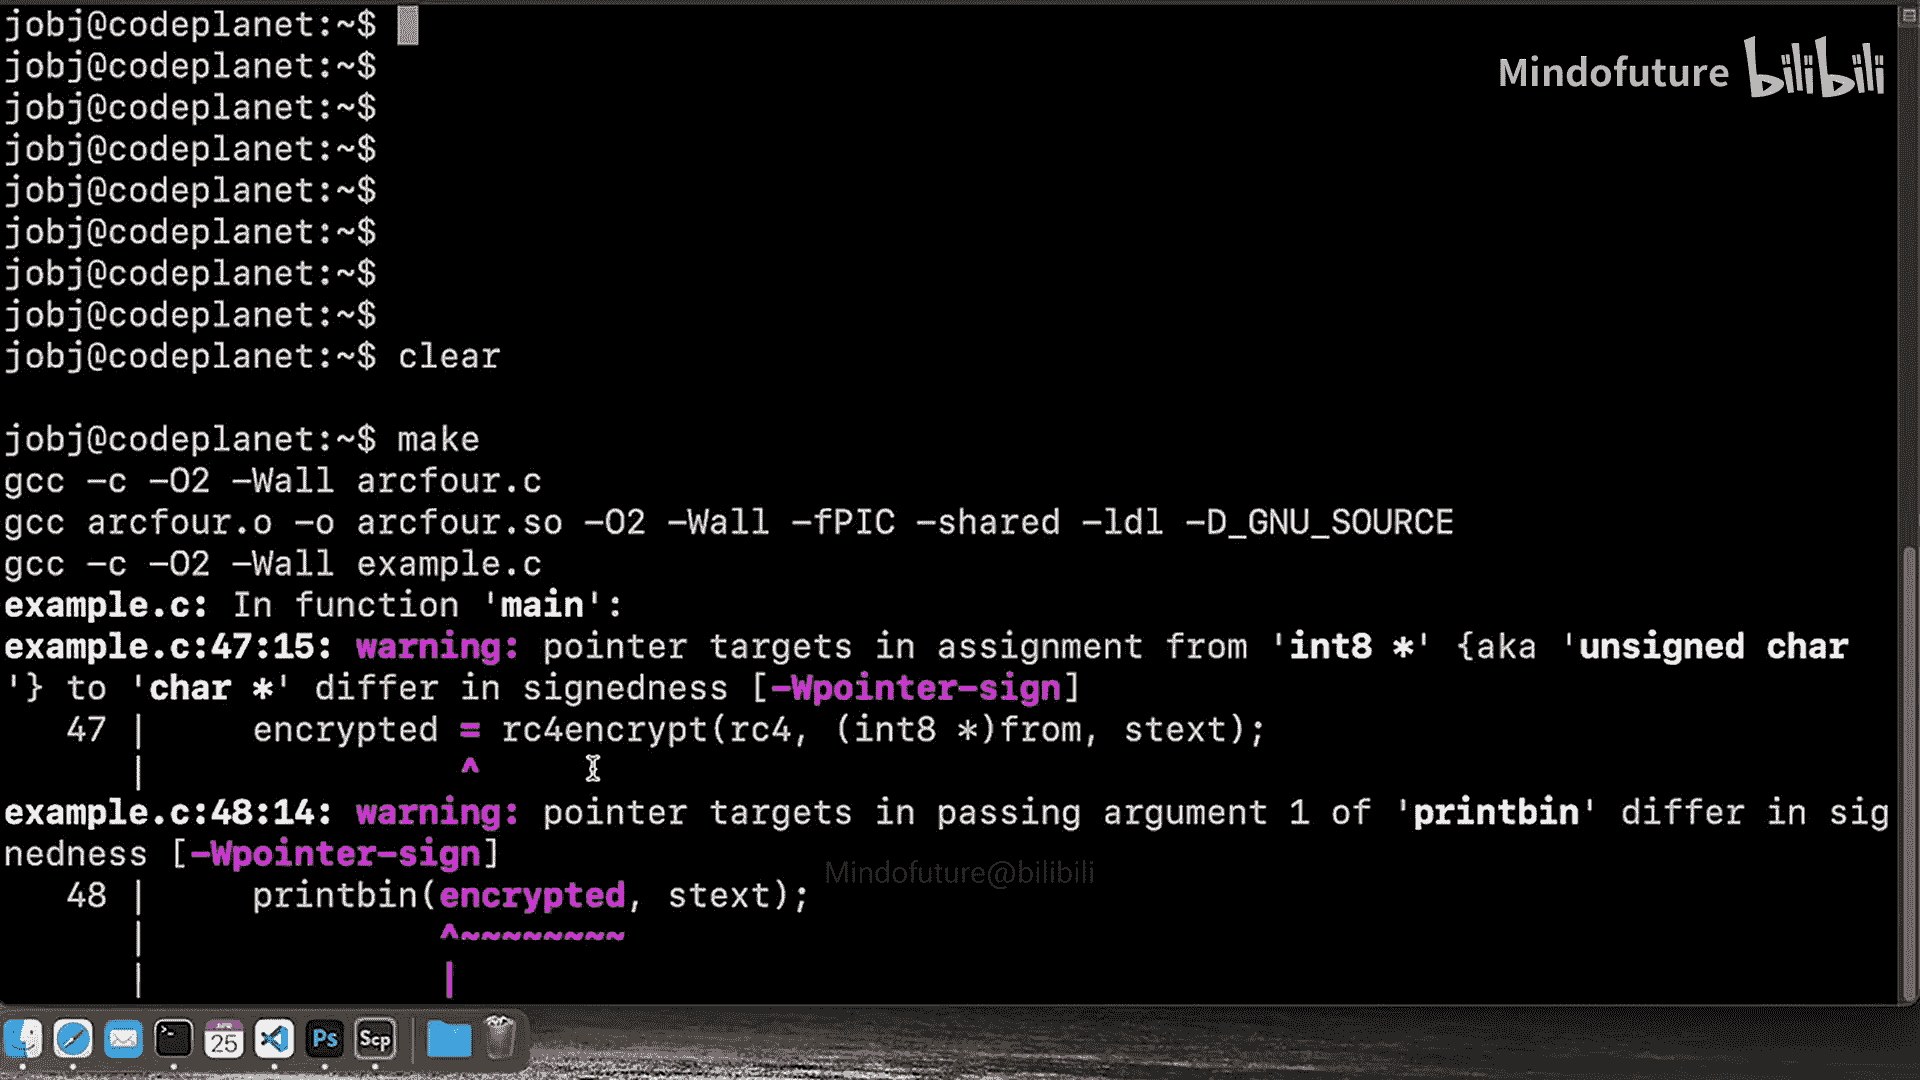 jobj@codeplanet:~$
jobj@codeplanet:~$
jobj@codeplanet:~$
jobj@codeplanet:~$
jobj@codeplanet:~$
jobj@codeplanet:~$
jobj@codeplanet:~$
jobj@codeplanet:~$
jobj@codeplanet:~$ clear
jobj@codeplanet:~$ make
gcc -c -O2 -Wall arcfour.c
gcc arcfour.o -o arcfour.so -O2 -Wall -fPIC -shared -ldl -D_GNU_SOURCE
gcc -c -O2 -Wall example.c
example.c: In function 'main':
example.c:47:15: warning: pointer targets in assignment from 'int8 *' {aka 'unsigned char
'} to 'char *' differ in signedness [-Wpointer-sign]
47 |     encrypted = rc4encrypt(rc4, (int8 *)from, stext);
|               ^
example.c:48:14: warning: pointer targets in passing argument 1 of 'printbin' differ in sig
nedness [-Wpointer-sign]
48 |     printbin(encrypted, stext);
|              ^~~~~~~~~
|              |
Mindofuture bilibili
Mindofuture@bilibili
APR
25
Ps
Scp